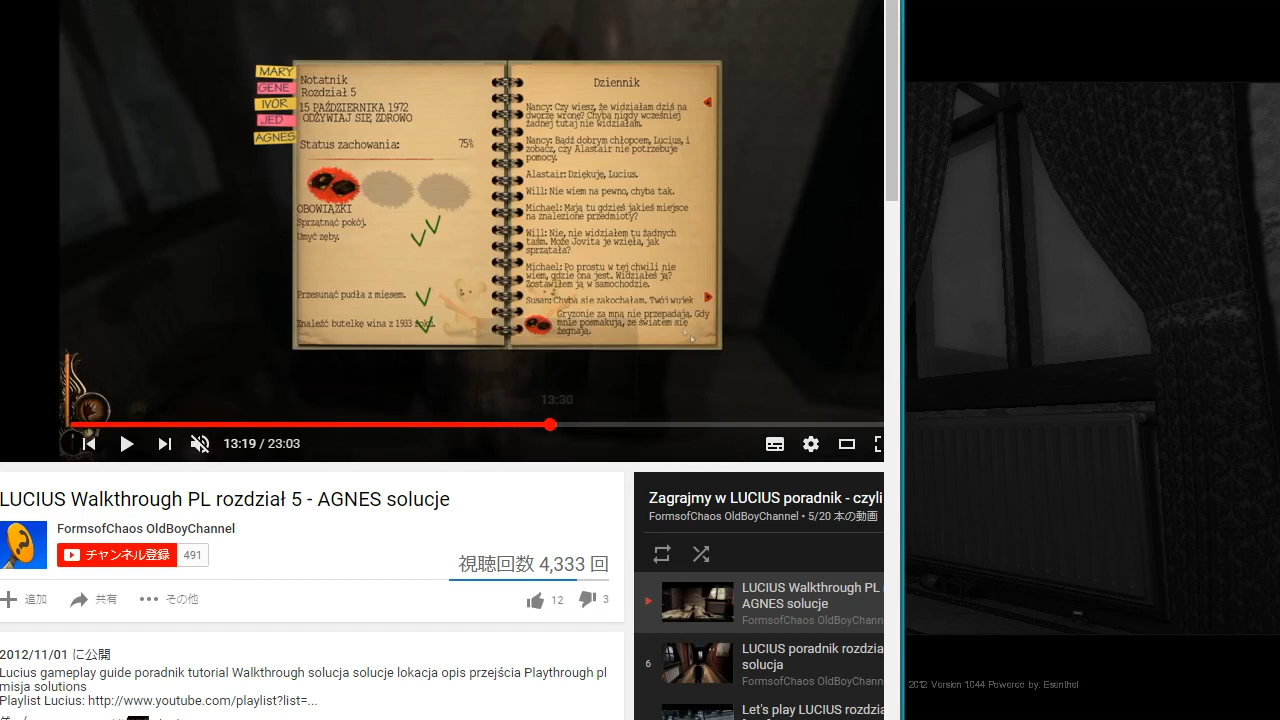 MARY
GENE
IVOR
JED
AGNES
Notatnik
Rozdział 5
15 PAŹDZIERNIKA 1972
ODŻYWIAJ SIĘ ZDROWO
Status zachowania: 75%
OBOWIĄZKI
Sprzątnąć pokój.
Umyć zęby.
Przesunąć pudła z mięsem.
Znaleźć butelkę wina z 1933 roku.
Dziennik
Nancy: Czy wiesz, że widziałam dziś na
dworze wronę? Chyba nigdy wcześniej
żadnej tutaj nie widziałam.
Nancy: Bądź dobrym chłopcem, Lucius, i
zobacz, czy Alastair nie potrzebuje
pomocy.
Alastair: Dziękuję, Lucius.
Will: Nie wiem na pewno, chyba tak.
Michael: Mają tu gdzieś jakieś miejsce
na znalezione przedmioty?
Will: Nie, nie widziałem tu żadnych
taśm. Może Jovita je wzięła, jak
sprzątała?
Michael: Po prostu w tej chwili nie
wiem, gdzie ona jest. Widziałeś ją?
Zostawiłem ją w samochodzie.
Susan: Chyba się zakochałam. Twój wujek
Gryzonie za mną nie przepadają, Gdy
mnie posmakują, ze światem się
żegnają.
13:30
13:19 / 23:03
LUCIUS Walkthrough PL rozdział 5 - AGNES solucje
FormsofChaos OldBoyChannel
チャンネル登録 491
視聴回数 4,333 回
追加 共有 その他 12 3
2012/11/01 に公開
Lucius gameplay guide poradnik tutorial Walkthrough solucja solucje lokacja opis przejścia Playthrough pl
misja solutions
Playlist Lucius: http://www.youtube.com/playlist?list=...
Zagrajmy w LUCIUS poradnik - czyli
FormsofChaos OldBoyChannel • 5/20 本の動画
LUCIUS Walkthrough PL
AGNES solucje
FormsofChaos OldBoyChann
6
LUCIUS poradnik rozdzia
solucja
FormsofChaos OldBoyChann
Let's play LUCIUS rozdzia
2012 Version 1.044 Powered by: Esenthel